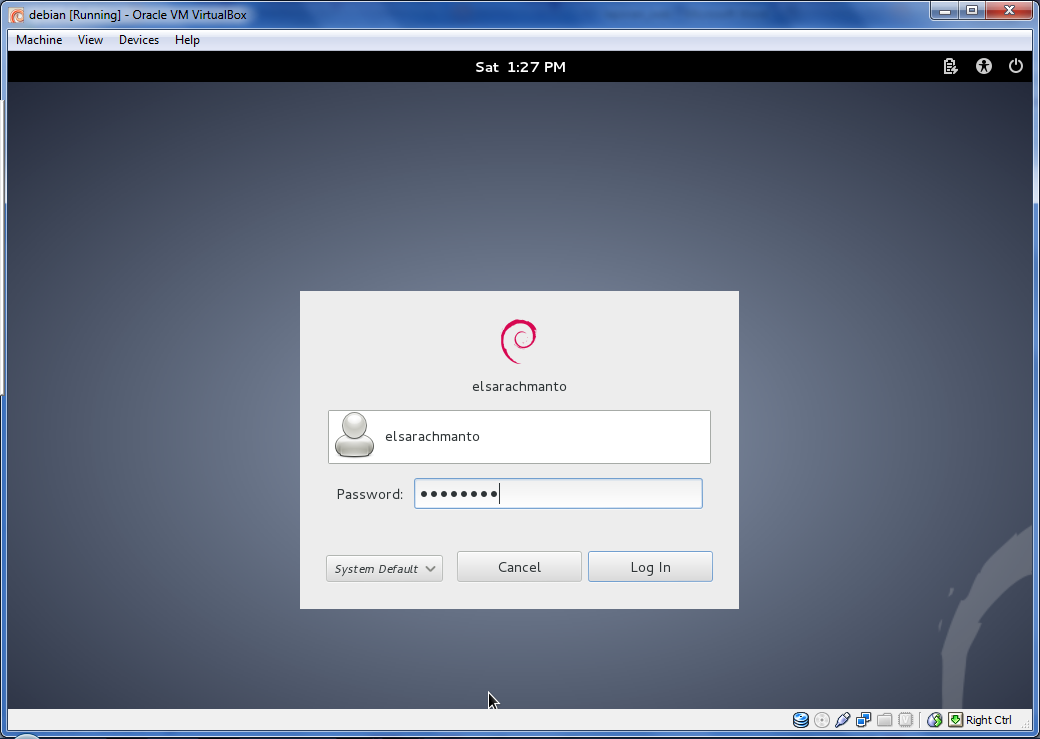 debian [Running] - Oracle VM VirtualBox
Machine View Devices Help
Sat 1:27 PM
elsarachmanto
elsarachmanto
Password: ••••••••
System Default Cancel Log In
Right Ctrl